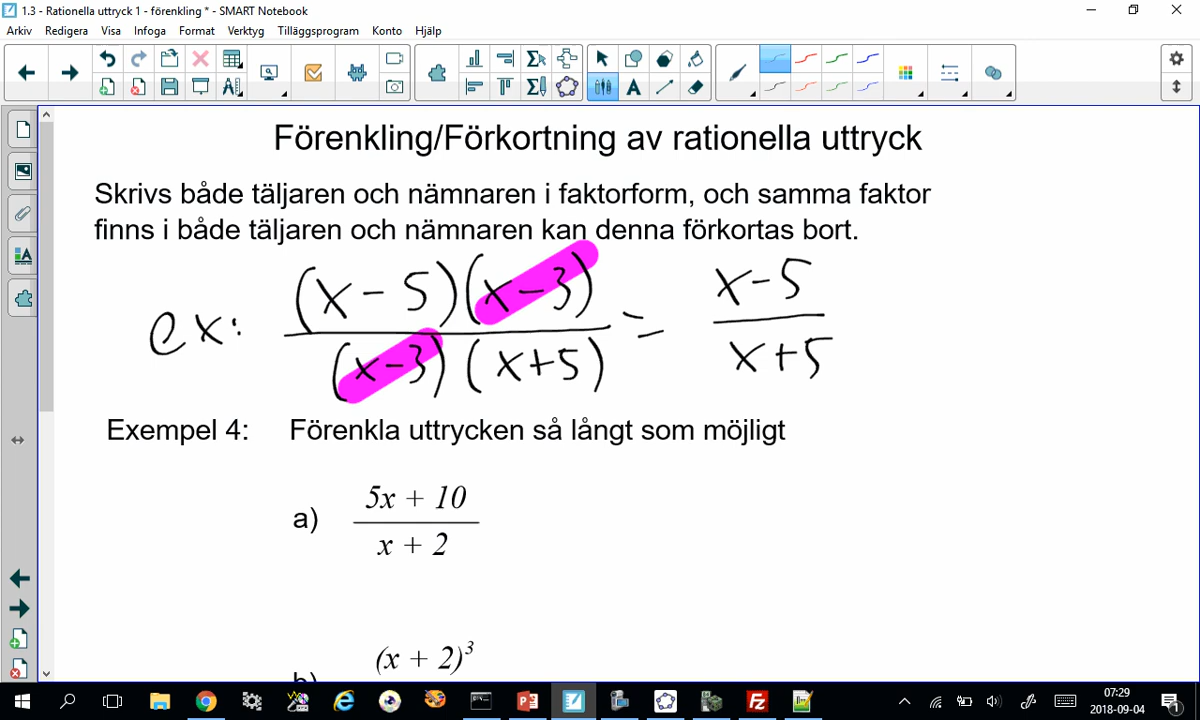 1.3 - Rationella uttryck 1 - förenkling * - SMART Notebook
Arkiv Redigera Visa Infoga Format Verktyg Tilläggsprogram Konto Hjälp
Förenkling/Förkortning av rationella uttryck
Skrivs både täljaren och nämnaren i faktorform, och samma faktor
finns i både täljaren och nämnaren kan denna förkortas bort.
(x - 5)(x - 3) x - 5
ex: =
(x - 3)(x + 5) x + 5
Exempel 4: Förenkla uttrycken så långt som möjligt
5x + 10
a)
x + 2
(x + 2)³
b)
07:29
2018-09-04